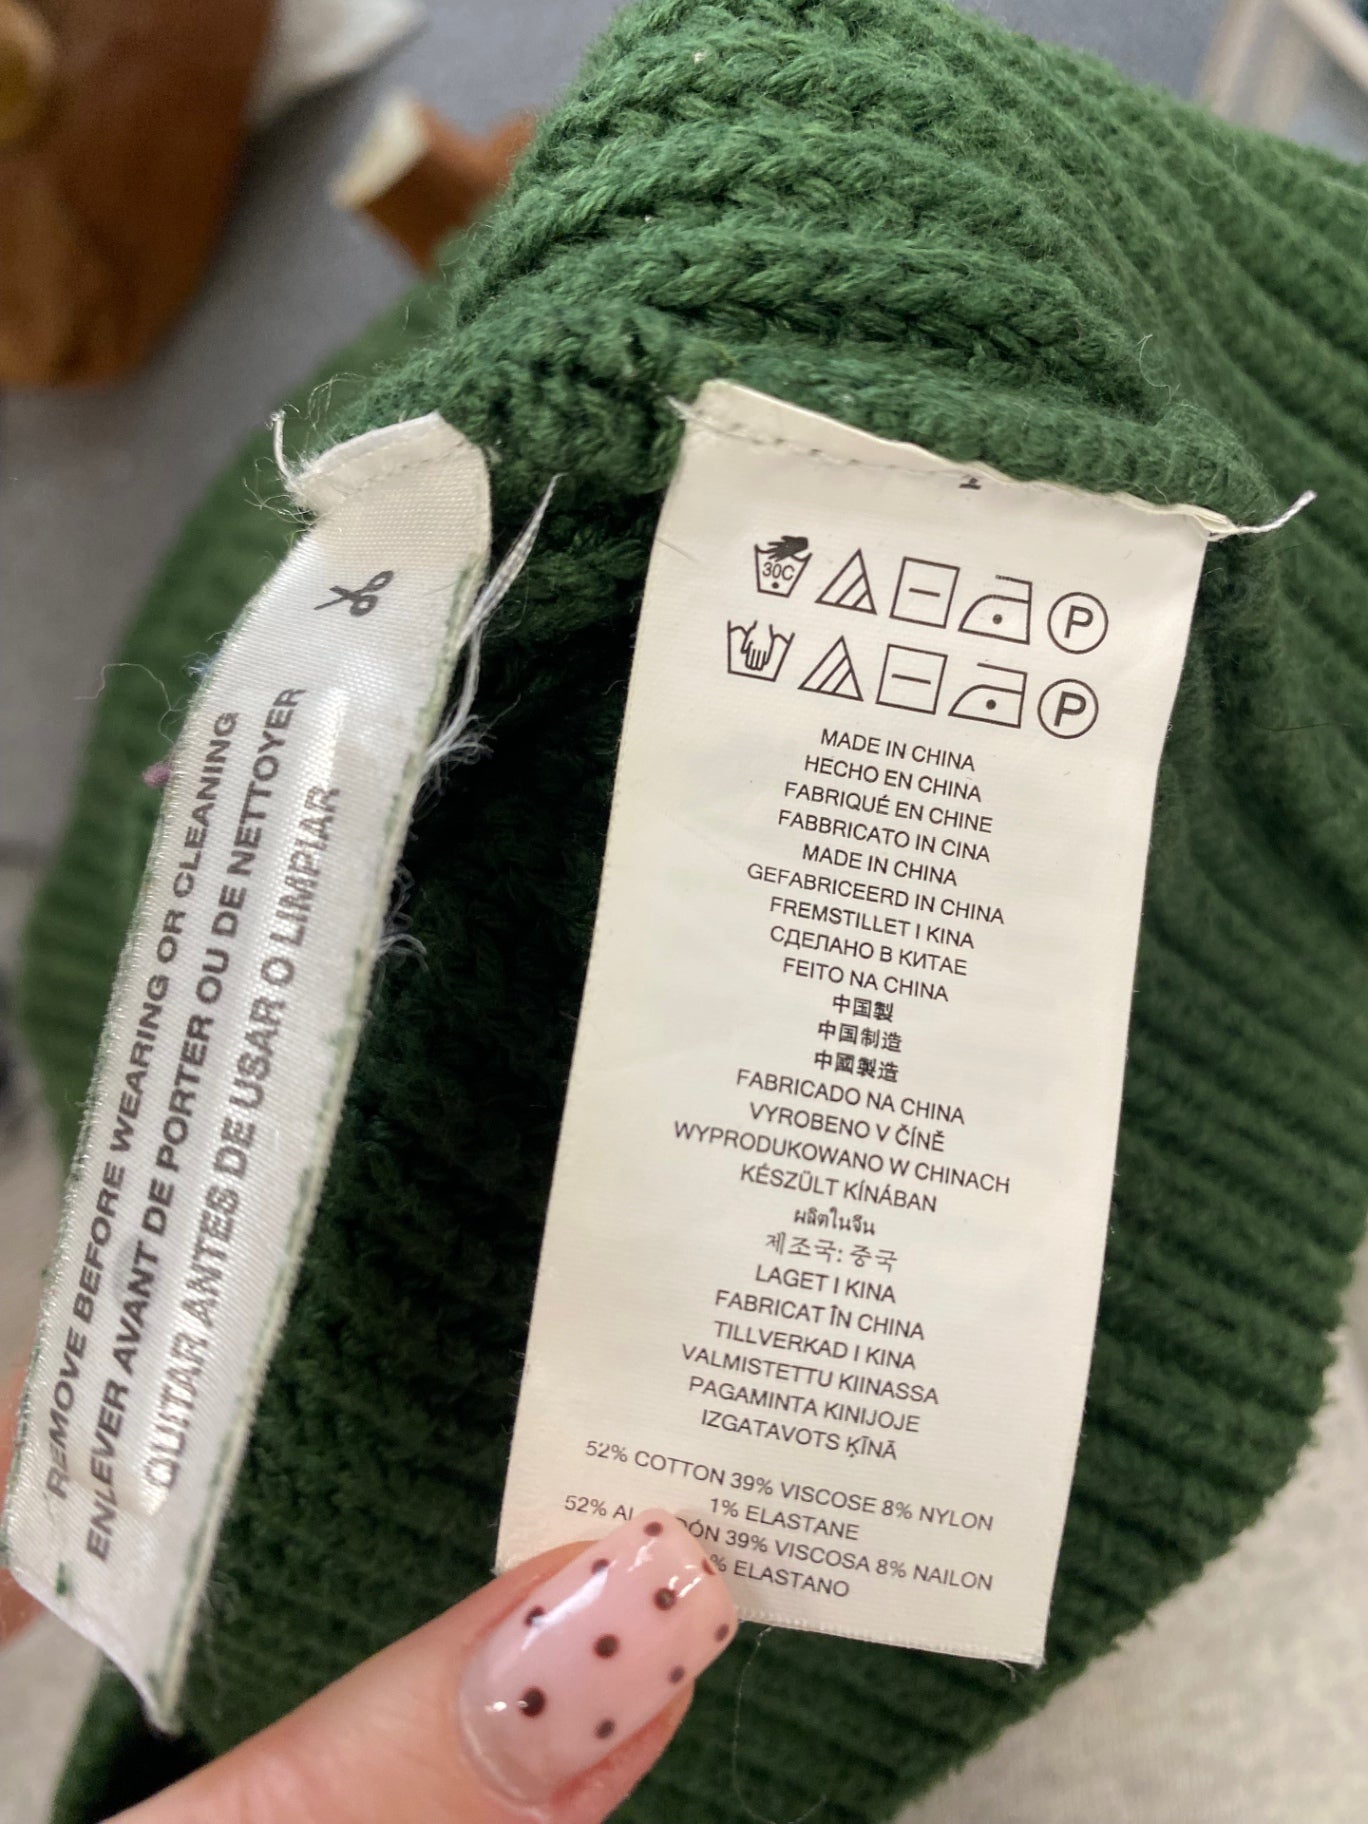 REMOVE BEFORE WEARING OR CLEANING
ENLEVER AVANT DE PORTER OU DE NETTOYER
QUITAR ANTES DE USAR O LIMPIAR
30C
P
P
MADE IN CHINA
HECHO EN CHINA
FABRIQUÉ EN CHINE
FABBRICATO IN CINA
MADE IN CHINA
GEFABRICEERD IN CHINA
FREMSTILLET I KINA
СДЕЛАНО В КИТАЕ
FEITO NA CHINA
中国製
中国制造
中國製造
FABRICADO NA CHINA
VYROBENO V ČÍNĚ
WYPRODUKOWANO W CHINACH
KÉSZÜLT KÍNÁBAN
ผลิตในจีน
제조국: 중국
LAGET I KINA
FABRICAT ÎN CHINA
TILLVERKAD I KINA
VALMISTETTU KIINASSA
PAGAMINTA KINIJOJE
IZGATAVOTS ĶĪNĀ
52% COTTON 39% VISCOSE 8% NYLON
1% ELASTANE
52% 39% VISCOSA 8% NAILON
% ELASTANO